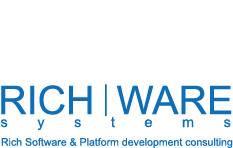 RICH | WARE
systems
Rich Software & Platform development consulting